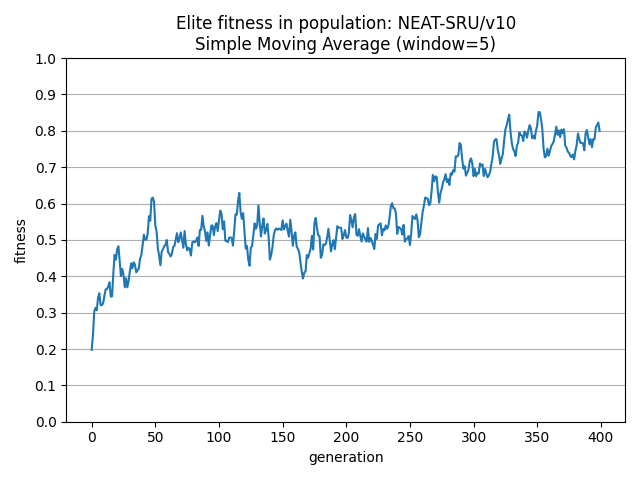 Elite fitness in population: NEAT-SRU/v10
Simple Moving Average (window=5)
1.0
0.9
0.8
0.7
0.6
0.5
0.4
0.3
0.2
0.1
0.0
fitness
0 50 100 150 200 250 300 350 400
generation